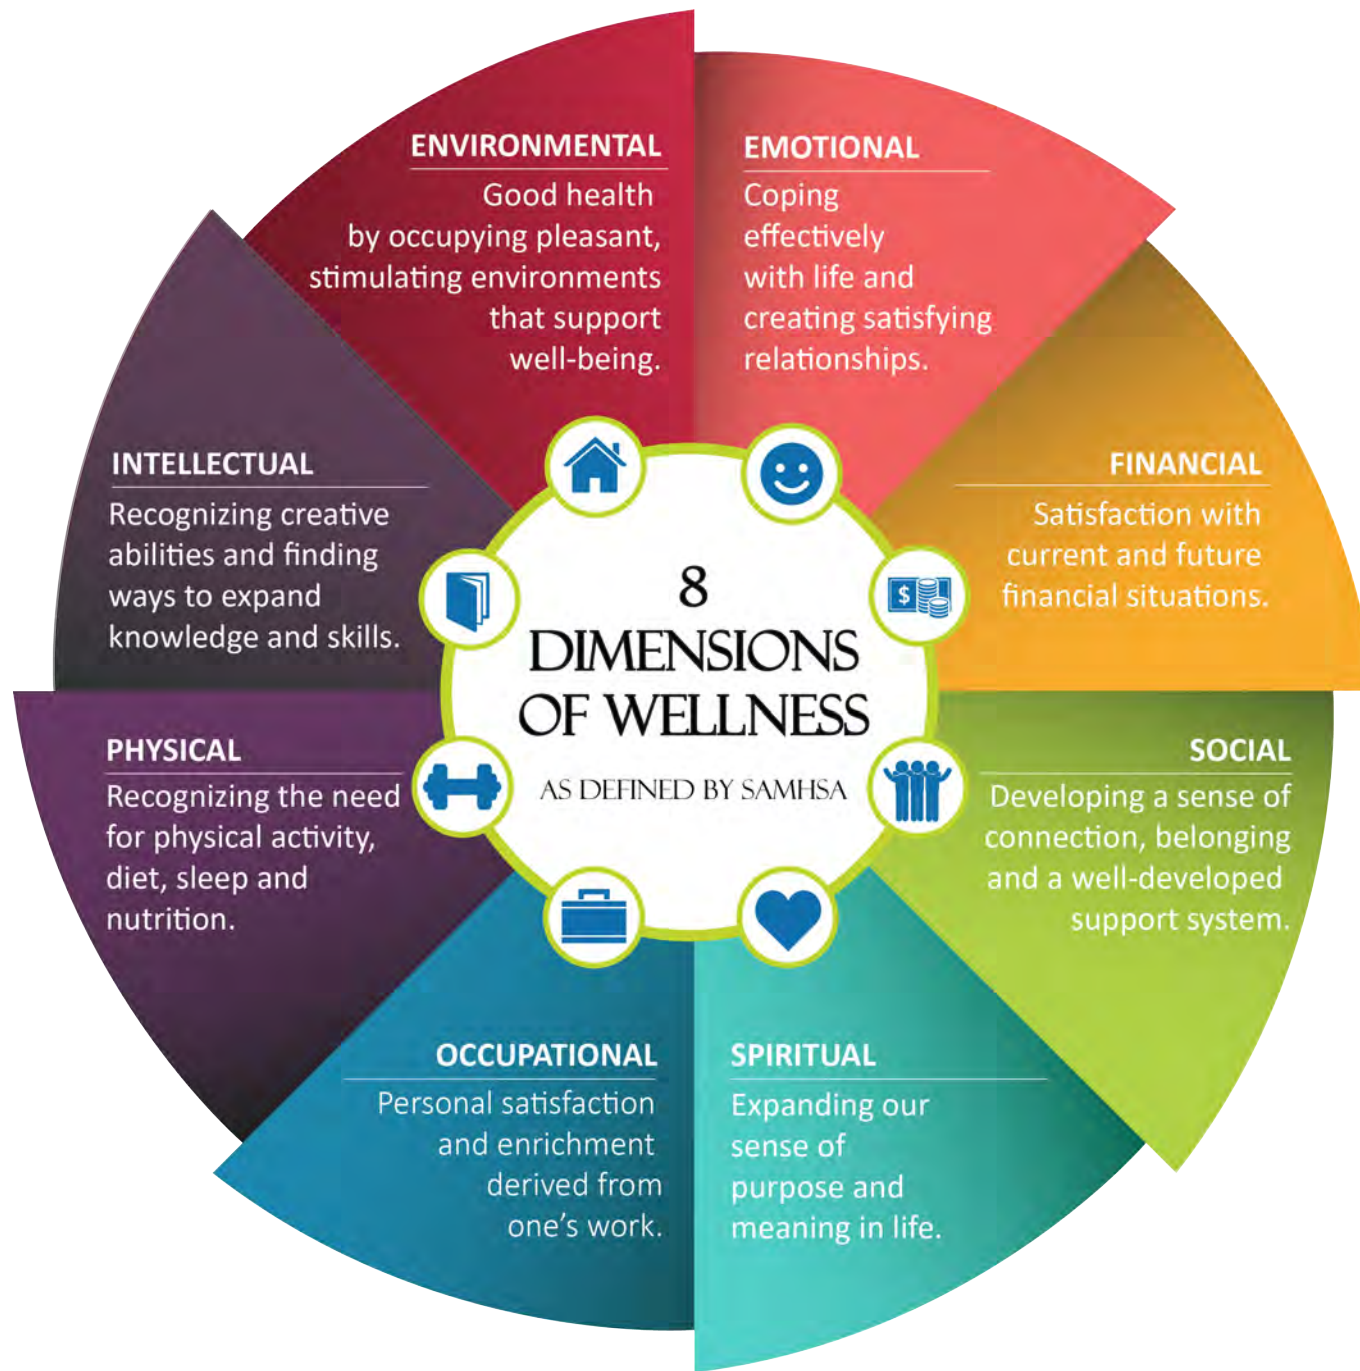 8
DIMENSIONS
OF WELLNESS
AS DEFINED BY SAMHSA
EMOTIONAL
Coping
effectively
with life and
creating satisfying
relationships.
FINANCIAL
Satisfaction with
current and future
financial situations.
$
SOCIAL
Developing a sense of
connection, belonging
and a well-developed
support system.
SPIRITUAL
Expanding our
sense of
purpose and
meaning in life.
OCCUPATIONAL
Personal satisfaction
and enrichment
derived from
one’s work.
PHYSICAL
Recognizing the need
for physical activity,
diet, sleep and
nutrition.
INTELLECTUAL
Recognizing creative
abilities and finding
ways to expand
knowledge and skills.
ENVIRONMENTAL
Good health
by occupying pleasant,
stimulating environments
that support
well-being.